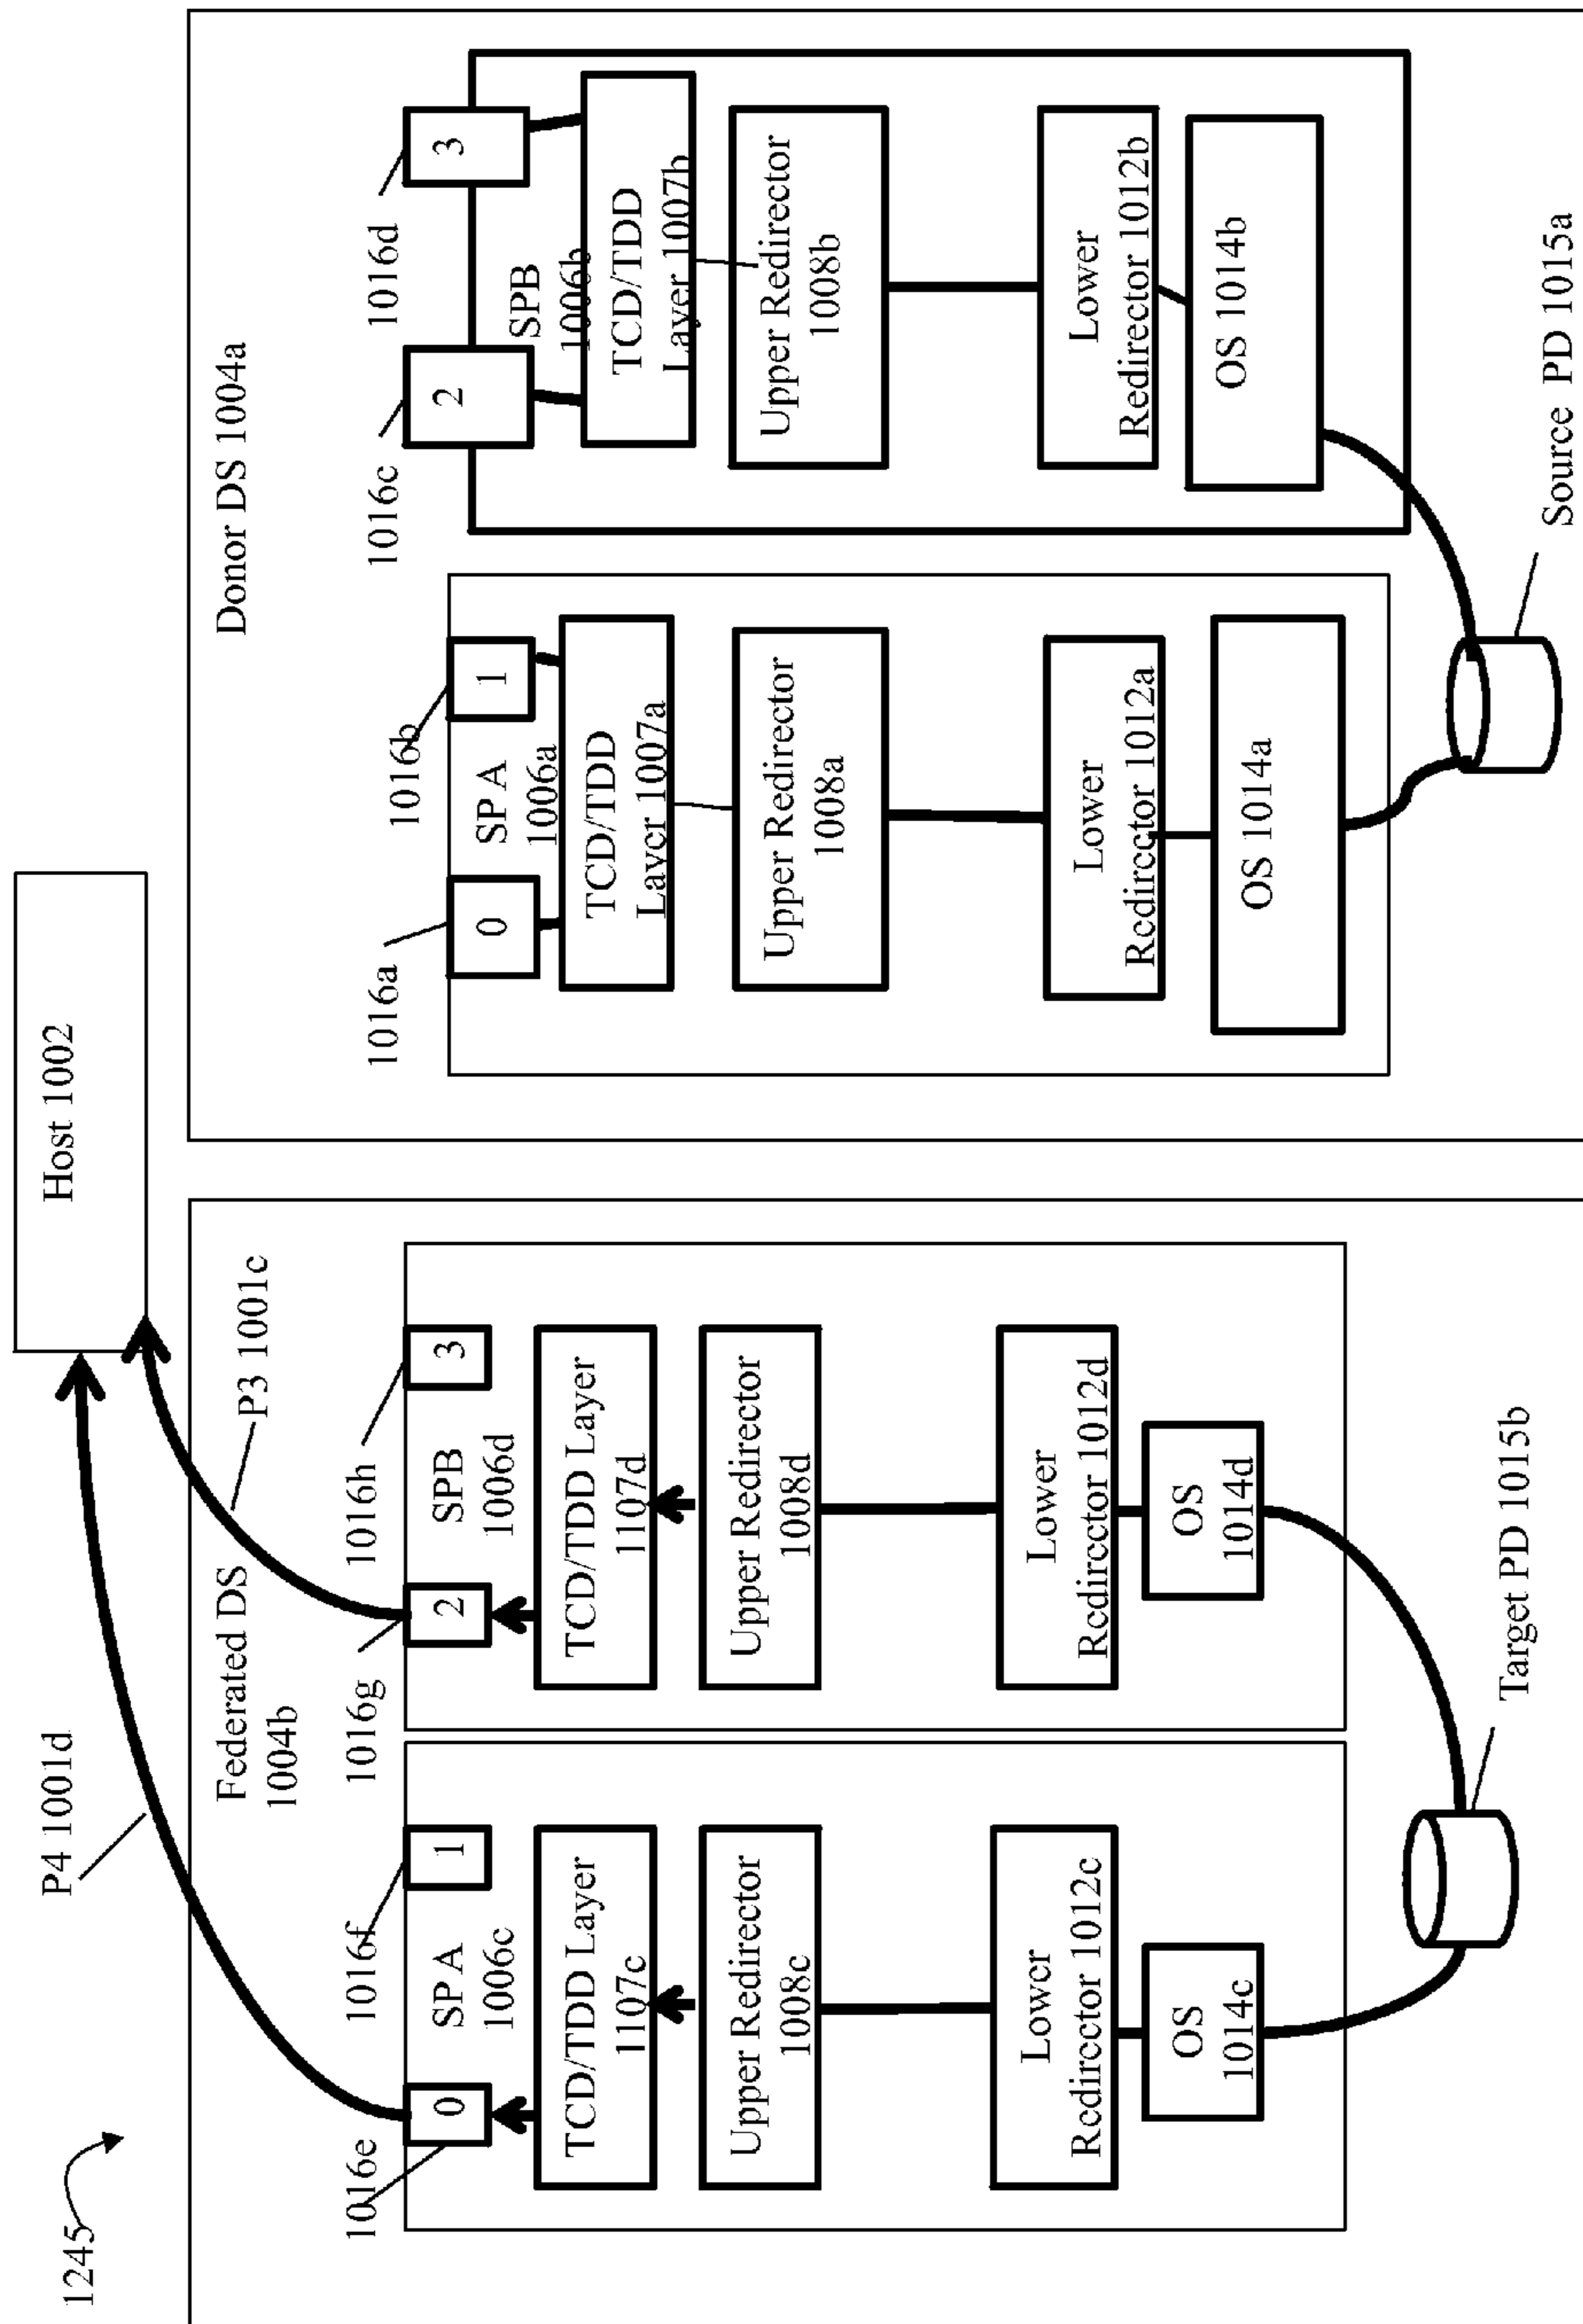 1245
Host 1002
P4 1001d
P3 1001c
Federated DS
1004b
1016e
1016f
1016g
1016h
0
SP A
1006c
1
TCD/TDD Layer
1107c
Upper Redirector
1008c
Lower
Redirector 1012c
OS
1014c
2
SPB
1006d
3
TCD/TDD Layer
1107d
Upper Redirector
1008d
Lower
Redirector 1012d
OS
1014d
Target PD 1015b
Donor DS 1004a
1016a
1016b
1016c
1016d
0
SP A
1006a
1
TCD/TDD
Layer 1007a
Upper Redirector
1008a
Lower
Redirector 1012a
OS 1014a
2
SPB
1006b
3
TCD/TDD
Layer 1007b
Upper Redirector
1008b
Lower
Redirector 1012b
OS 1014b
Source PD 1015a